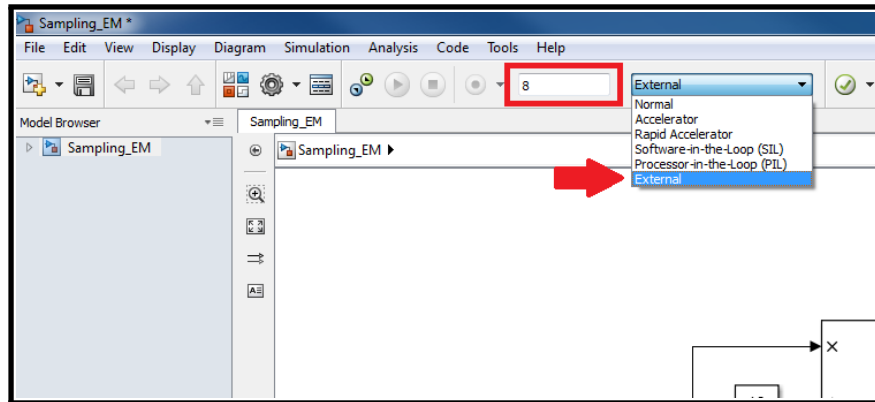 Sampling_EM *
File Edit View Display Diagram Simulation Analysis Code Tools Help
8
External
Normal
Accelerator
Rapid Accelerator
Software-in-the-Loop (SIL)
Processor-in-the-Loop (PIL)
External
Model Browser
Sampling_EM
Sampling_EM
Sampling_EM